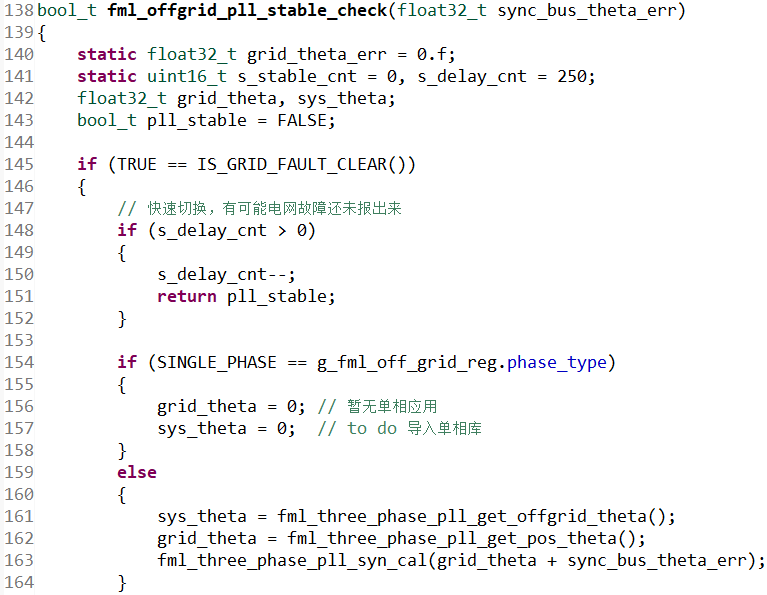 138 bool_t fml_offgrid_pll_stable_check(float32_t sync_bus_theta_err)
139 {
140     static float32_t grid_theta_err = 0.f;
141     static uint16_t s_stable_cnt = 0, s_delay_cnt = 250;
142     float32_t grid_theta, sys_theta;
143     bool_t pll_stable = FALSE;
144
145     if (TRUE == IS_GRID_FAULT_CLEAR())
146     {
147         // 快速切换，有可能电网故障还未报出来
148         if (s_delay_cnt > 0)
149         {
150             s_delay_cnt--;
151             return pll_stable;
152         }
153
154         if (SINGLE_PHASE == g_fml_off_grid_reg.phase_type)
155         {
156             grid_theta = 0; // 暂无单相应用
157             sys_theta = 0;  // to do 导入单相库
158         }
159         else
160         {
161             sys_theta = fml_three_phase_pll_get_offgrid_theta();
162             grid_theta = fml_three_phase_pll_get_pos_theta();
163             fml_three_phase_pll_syn_cal(grid_theta + sync_bus_theta_err);
164         }